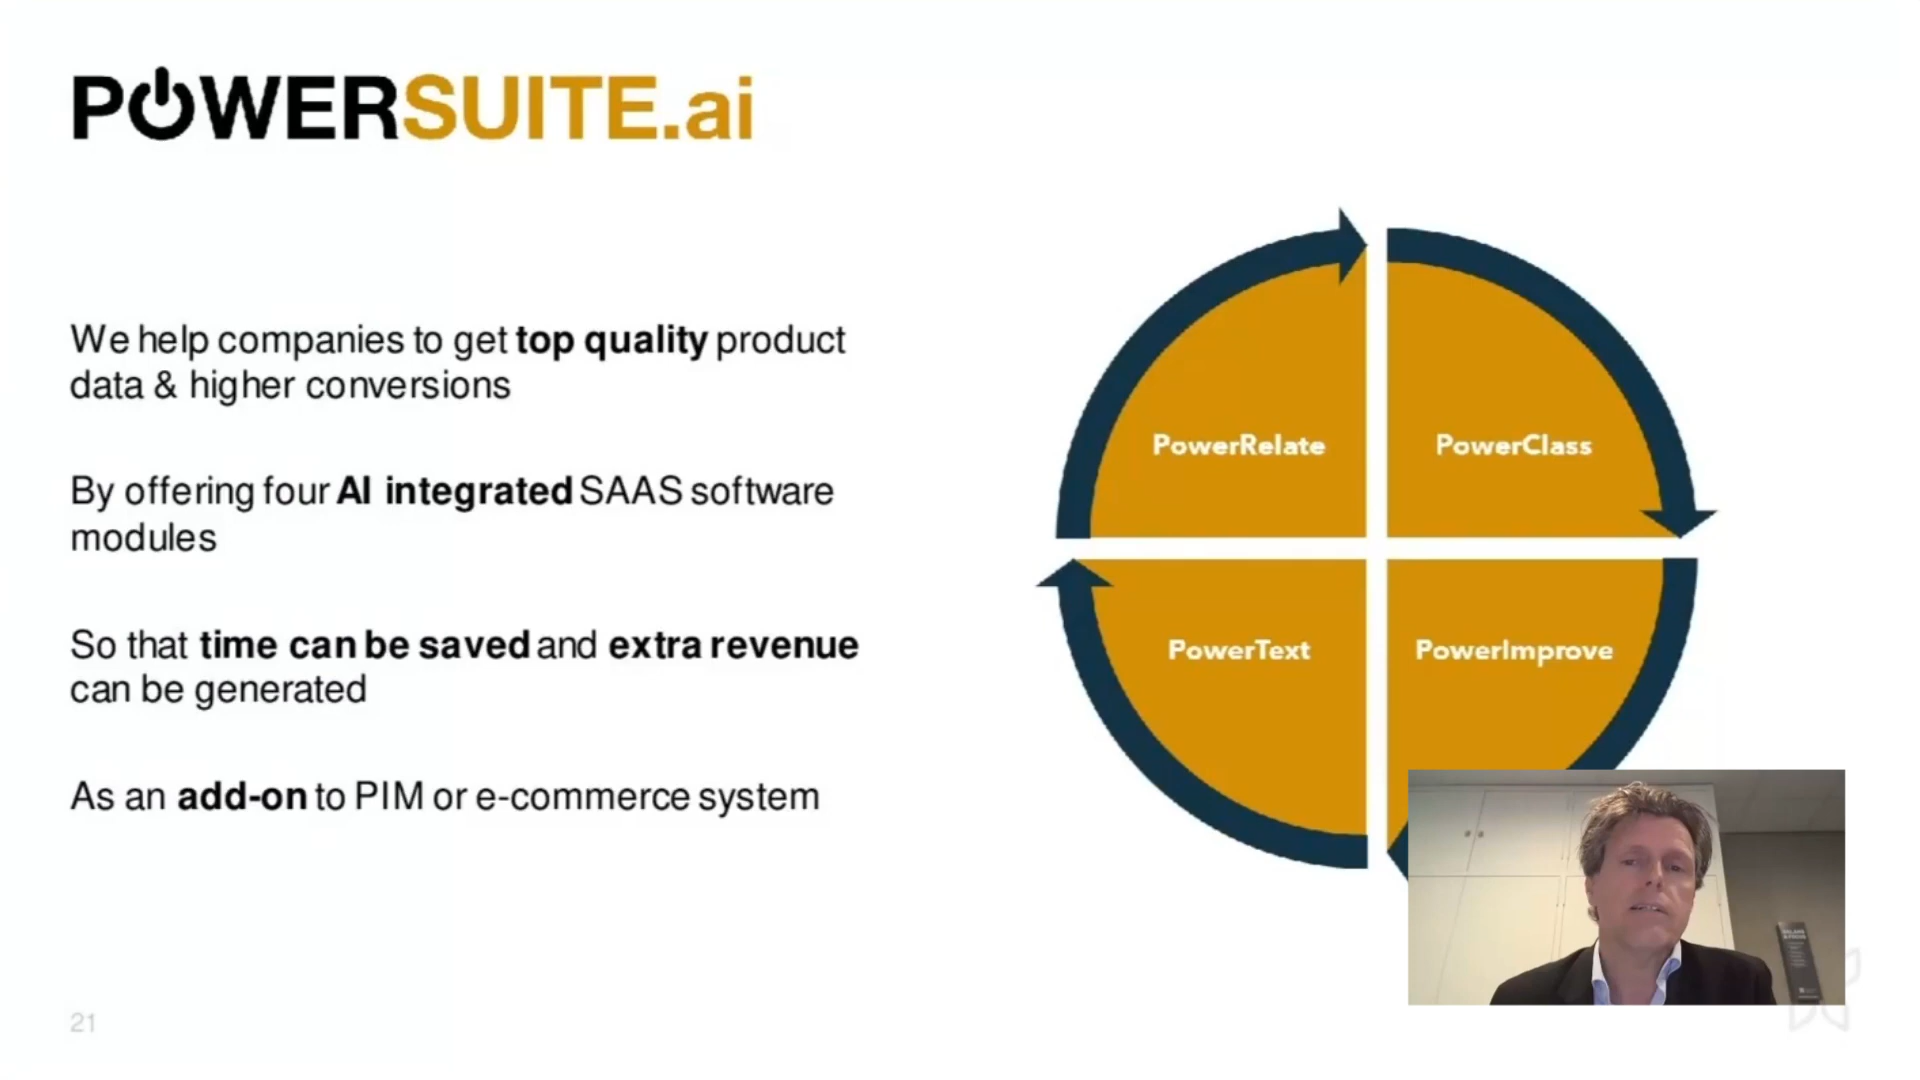 POWERSUITE.ai
We help companies to get top quality product
data & higher conversions
By offering four AI integrated SAAS software
modules
So that time can be saved and extra revenue
can be generated
As an add-on to PIM or e-commerce system
PowerRelate
PowerClass
PowerText
PowerImprove
21